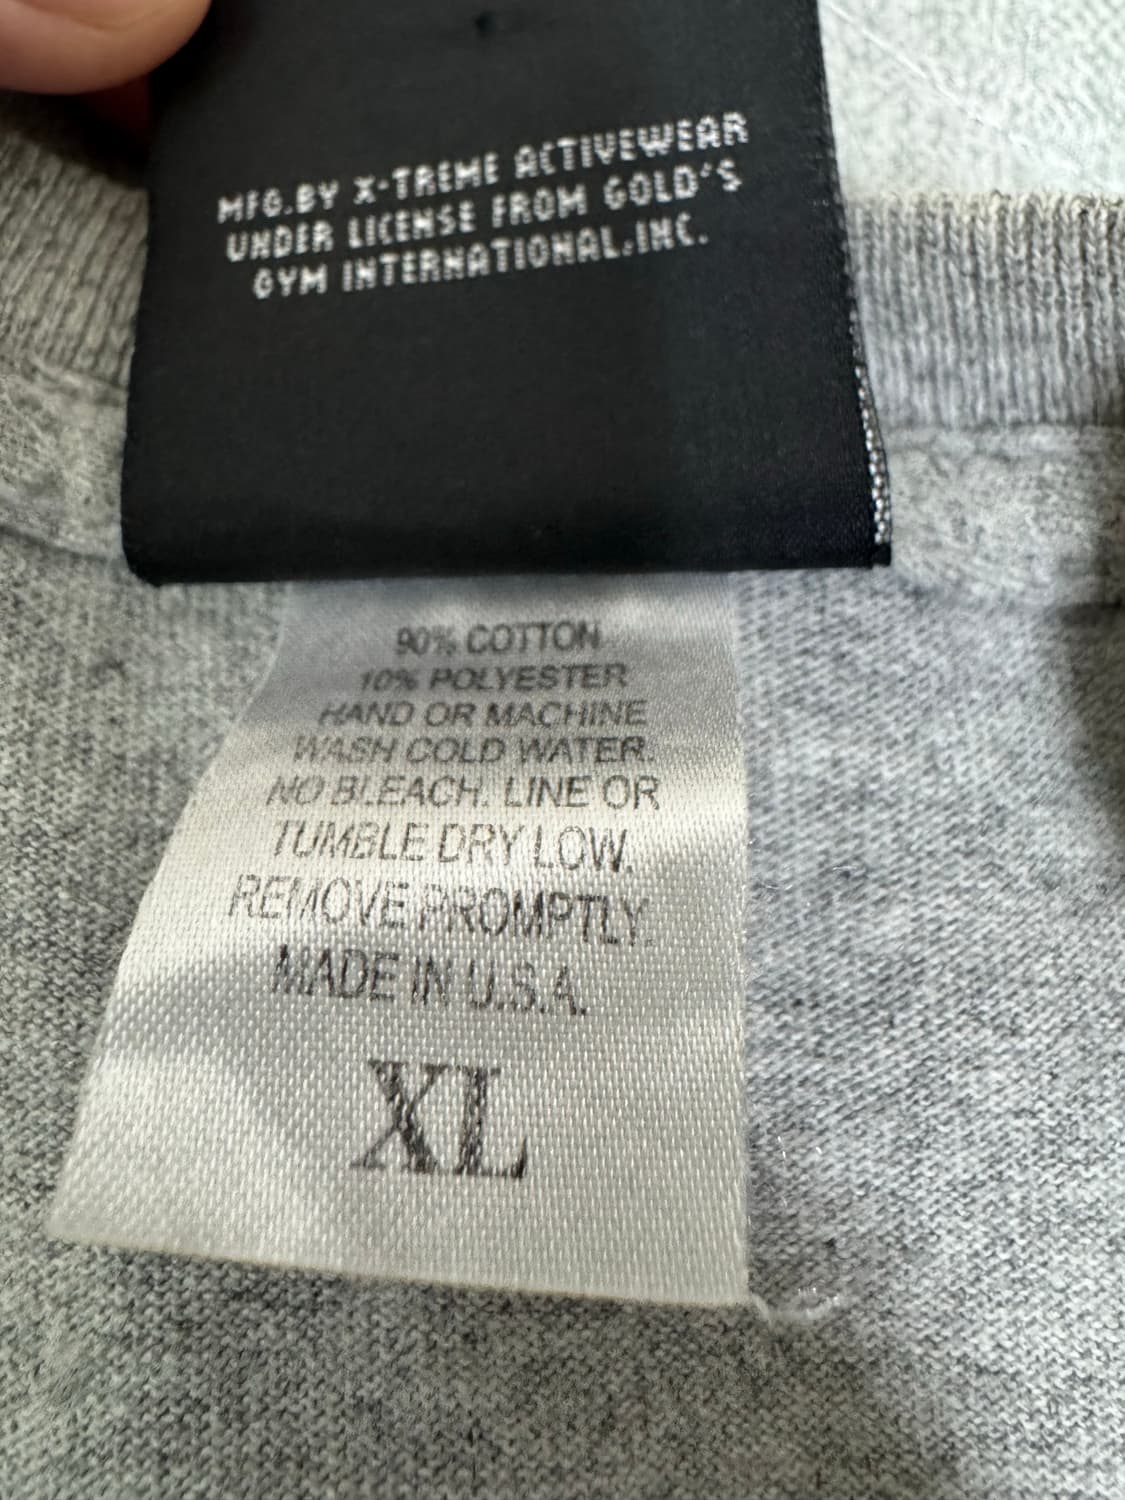 MFG.BY X-TREME ACTIVEWEAR
UNDER LICENSE FROM GOLD'S
GYM INTERNATIONAL,INC.
90% COTTON
10% POLYESTER
HAND OR MACHINE
WASH COLD WATER.
NO BLEACH. LINE OR
TUMBLE DRY LOW.
REMOVE PROMPTLY.
MADE IN U.S.A.
XL